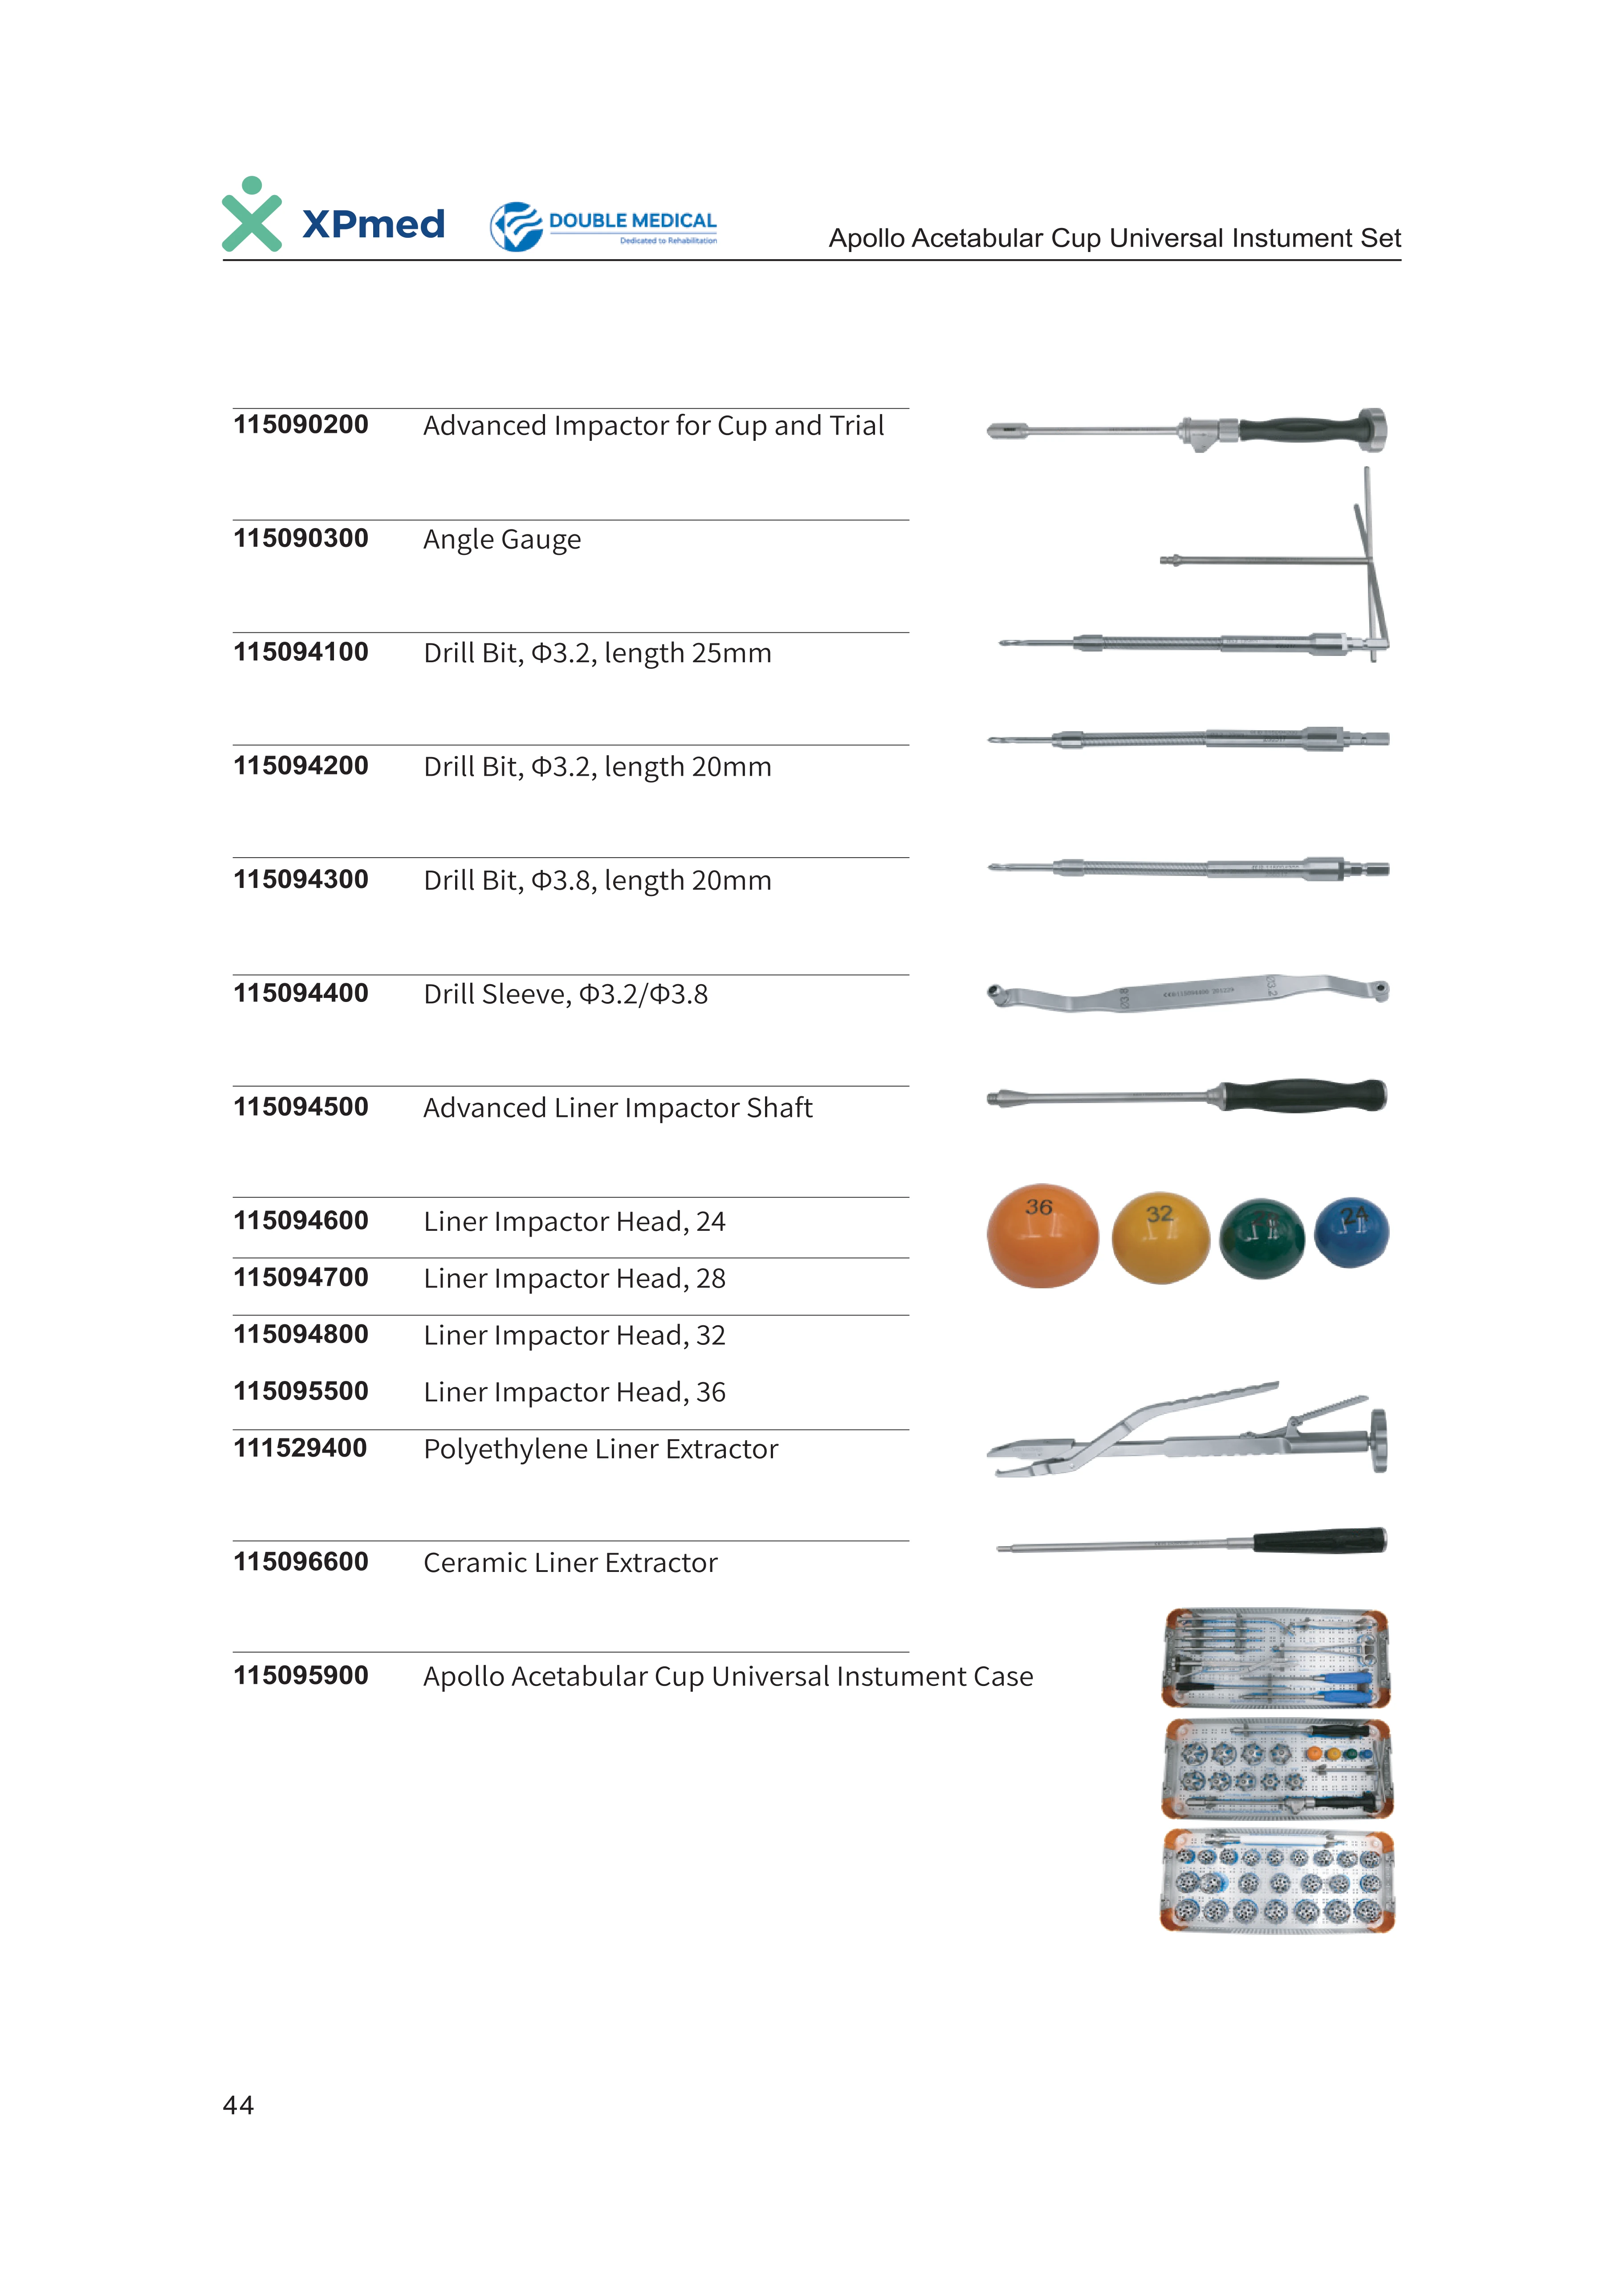 XPmed
DOUBLE MEDICAL
Dedicated to Rehabilitation
Apollo Acetabular Cup Universal Instument Set
115090200 Advanced Impactor for Cup and Trial
115090300 Angle Gauge
115094100 Drill Bit, Φ3.2, length 25mm
115094200 Drill Bit, Φ3.2, length 20mm
115094300 Drill Bit, Φ3.8, length 20mm
115094400 Drill Sleeve, Φ3.2/Φ3.8
115094500 Advanced Liner Impactor Shaft
36 32 24
115094600 Liner Impactor Head, 24
115094700 Liner Impactor Head, 28
115094800 Liner Impactor Head, 32
115095500 Liner Impactor Head, 36
111529400 Polyethylene Liner Extractor
115096600 Ceramic Liner Extractor
115095900 Apollo Acetabular Cup Universal Instument Case
44